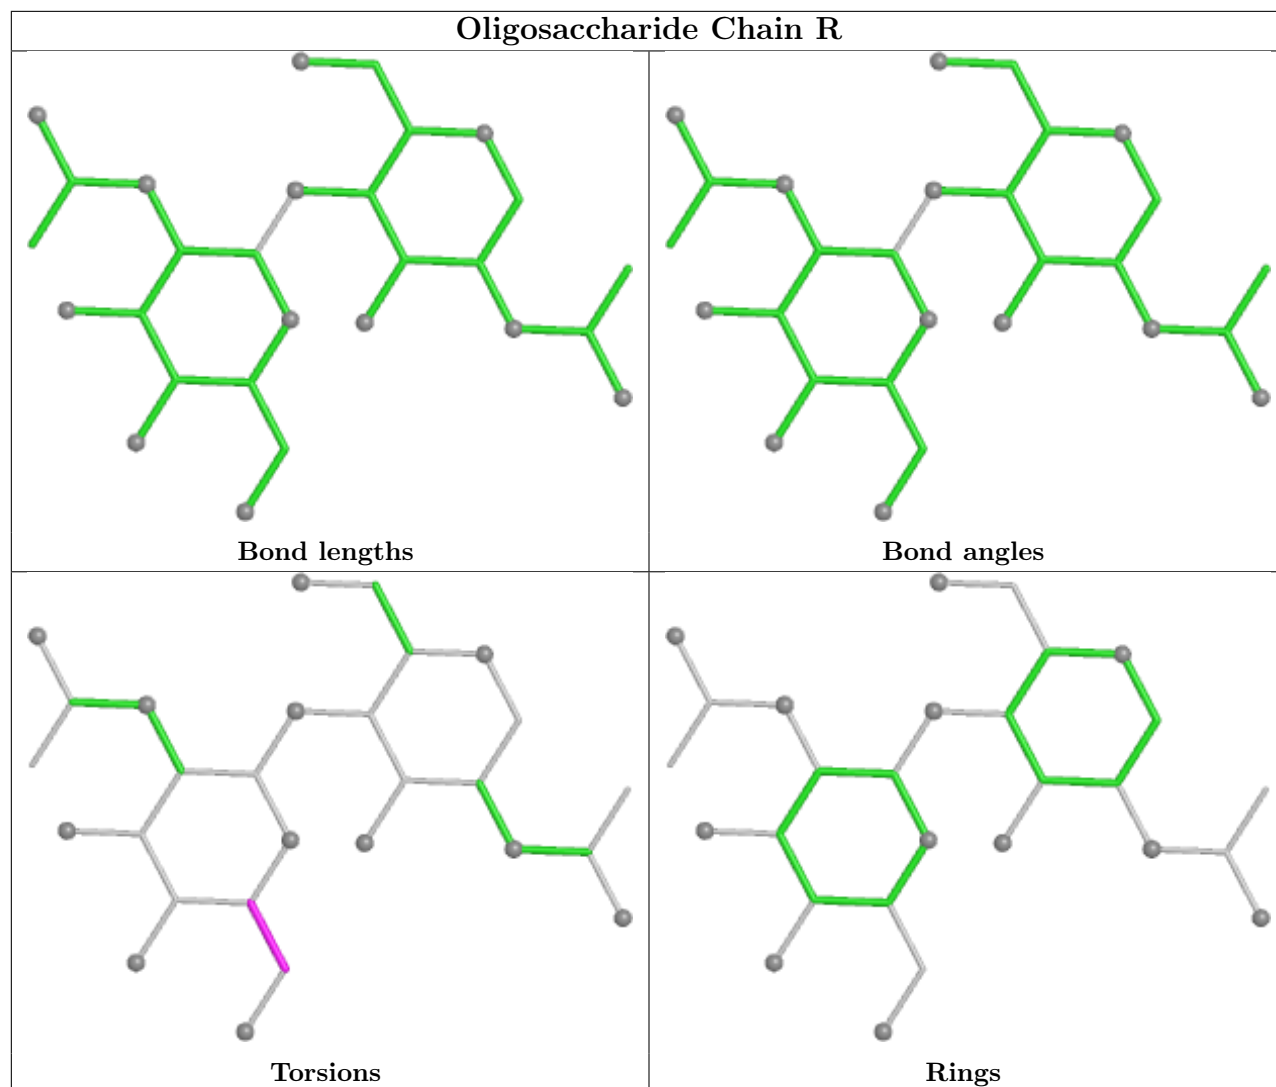 Oligosaccharide Chain R
Bond lengths
Bond angles
Torsions
Rings